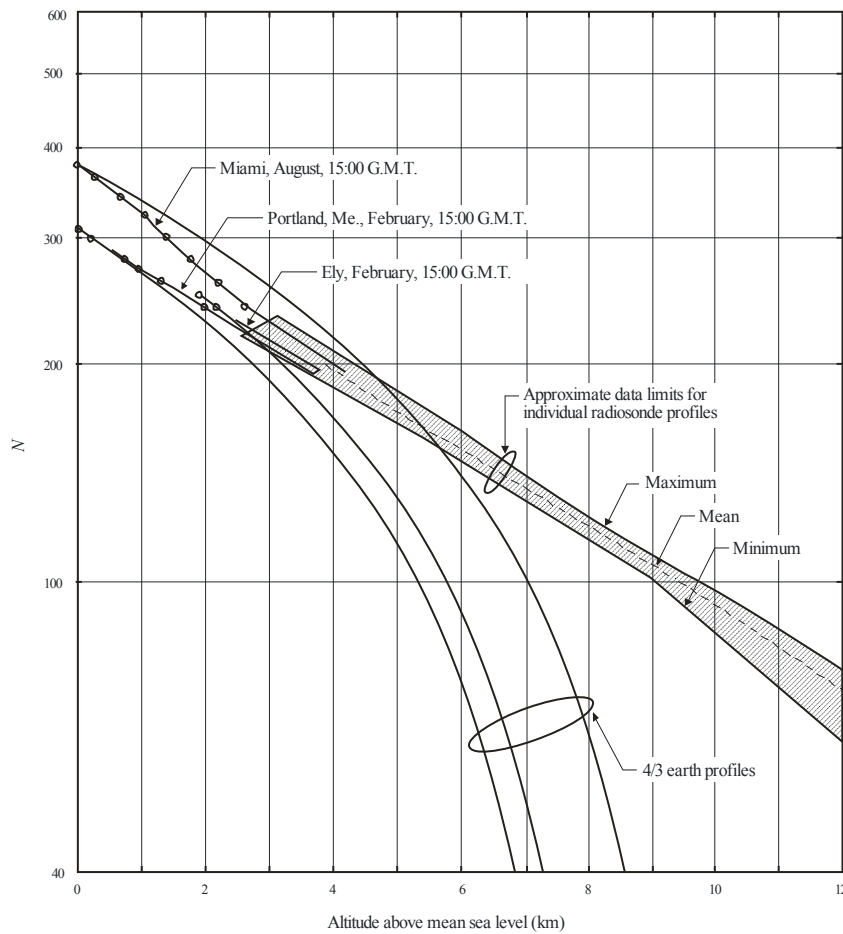 600
500
400
300
200
100
40
N
Miami, August, 15:00 G.M.T.
Portland, Me., February, 15:00 G.M.T.
Ely, February, 15:00 G.M.T.
Approximate data limits for
individual radiosonde profiles
Maximum
Mean
Minimum
4/3 earth profiles
0
2
4
6
8
10
12
Altitude above mean sea level (km)